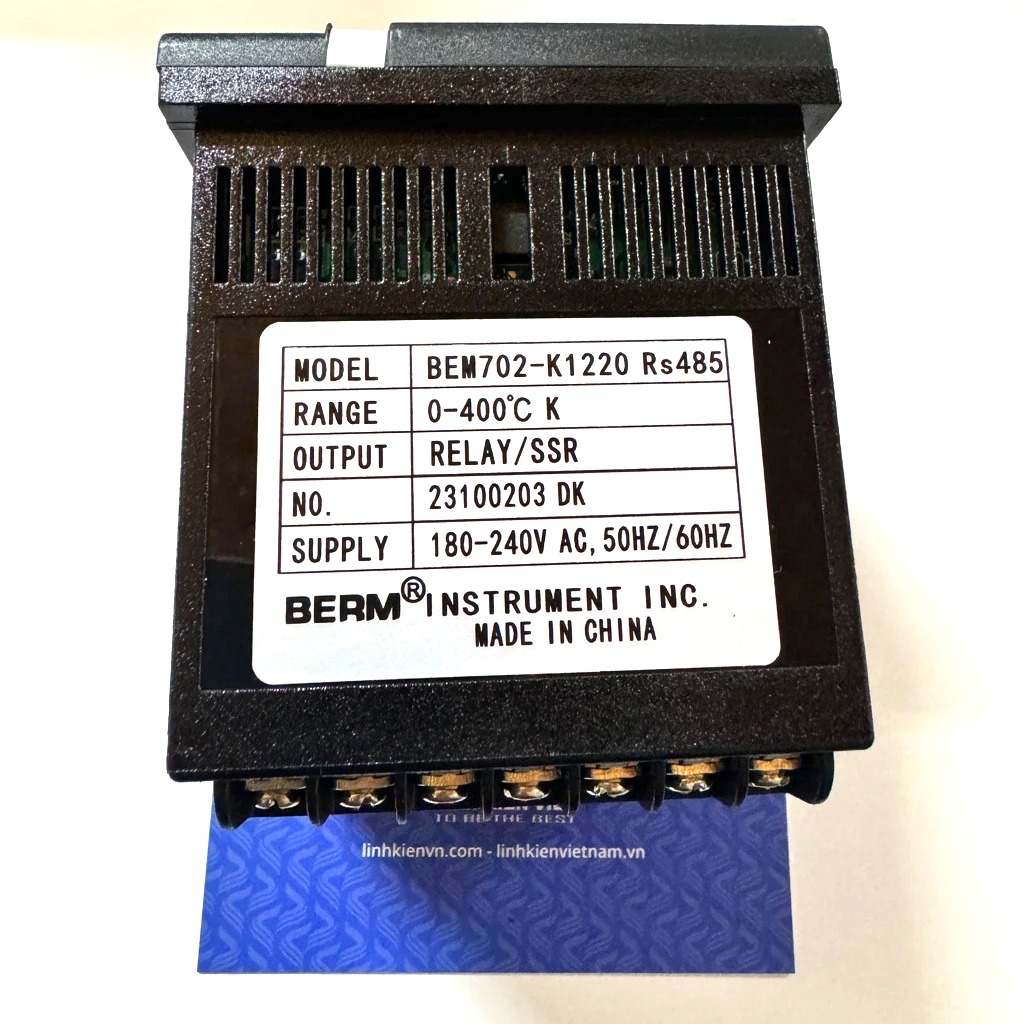 MODEL BEM702-K1220 Rs485
RANGE 0-400℃ K
OUTPUT RELAY/SSR
NO. 23100203 DK
SUPPLY 180-240V AC, 50HZ/60HZ
BERM® INSTRUMENT INC.
MADE IN CHINA
TO BE THE BEST
linhkienvn.com - linhkienvietnam.vn